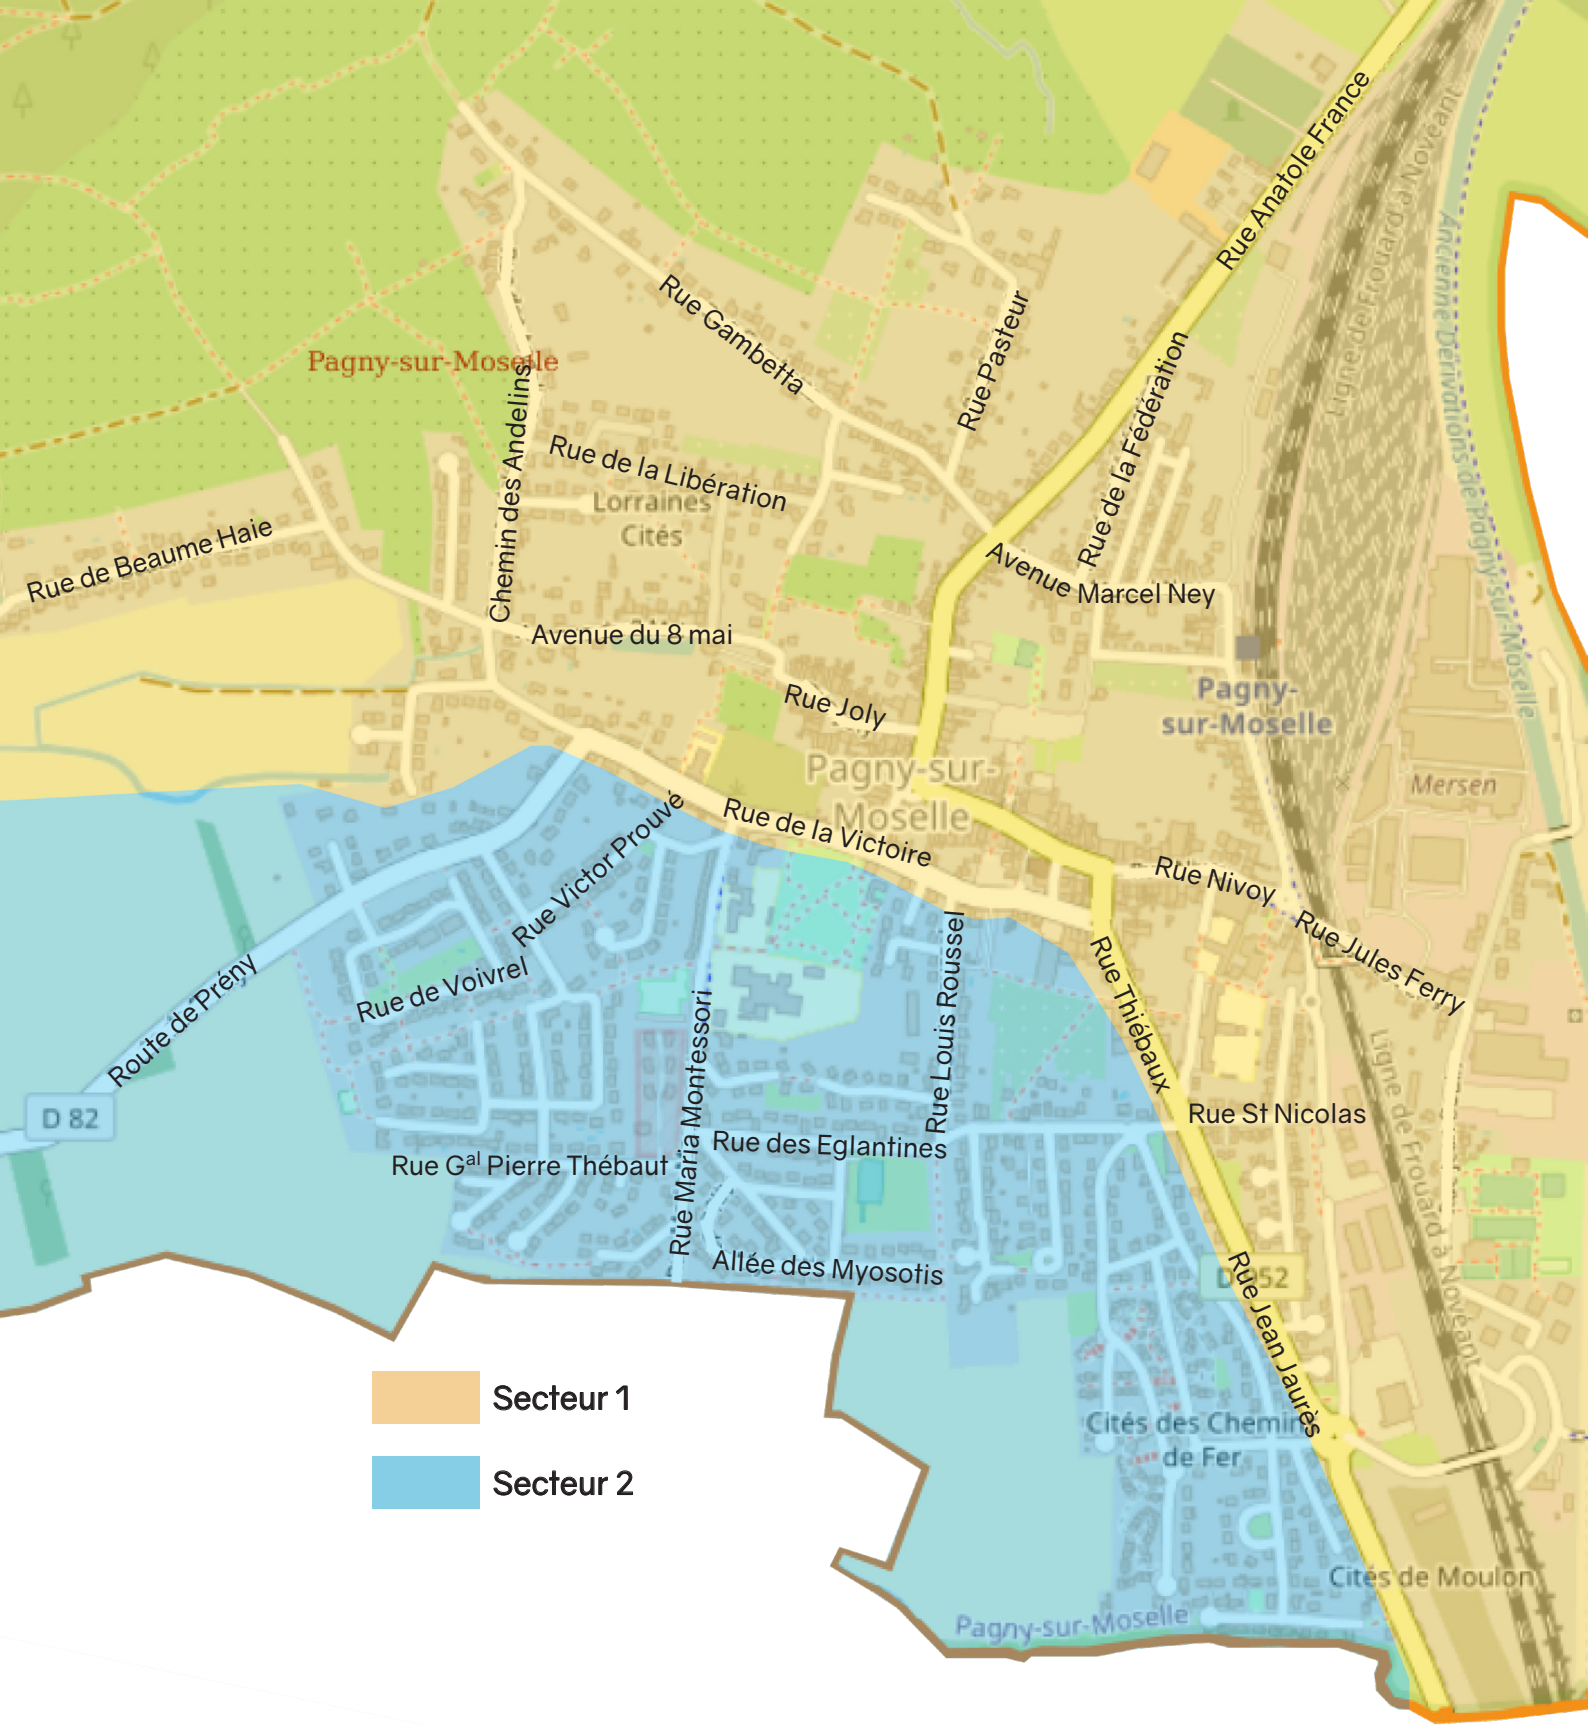 Rue Anatole France
Ligne de Frouard à Novéant
Ancienne Dérivations de Pagny-sur-Moselle
Rue Gambetta
Rue Pasteur
Rue de la Fédération
Pagny-sur-Moselle
Chemin des Andelins
Rue de la Libération
Lorraines
Cités
Rue de Beaume Haie
Avenue Marcel Ney
Avenue du 8 mai
Rue Joly
Pagny-
sur-Moselle
Pagny-sur-
Moselle
Mersen
Rue de la Victoire
Rue Victor Prouvé
Rue Nivoy
Rue Jules Ferry
Rue de Voivrel
Route de Prény
Rue Louis Roussel
Rue Thiébaux
Rue Maria Montessori
D 82
Rue St Nicolas
Rue des Eglantines
Rue Gal Pierre Thébaut
Ligne de Frouard à Novéant
Allée des Myosotis
D 952
Rue Jean Jaurès
Secteur 1
Cités des Chemins
de Fer
Secteur 2
Cités de Moulon
Pagny-sur-Moselle